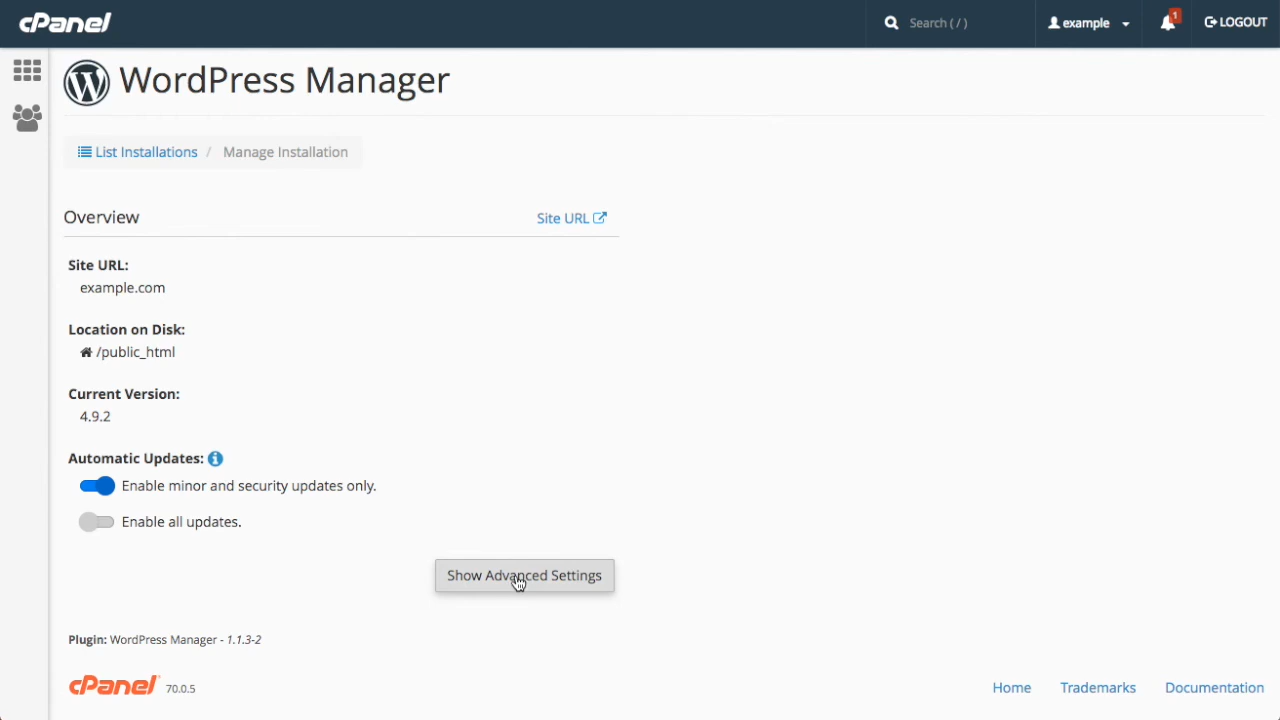 cPanel
Search ( / )
example
1
LOGOUT
WordPress Manager
List Installations / Manage Installation
Overview
Site URL
Site URL:
example.com
Location on Disk:
/public_html
Current Version:
4.9.2
Automatic Updates:
Enable minor and security updates only.
Enable all updates.
Show Advanced Settings
Plugin: WordPress Manager - 1.1.3-2
cPanel 70.0.5
Home
Trademarks
Documentation